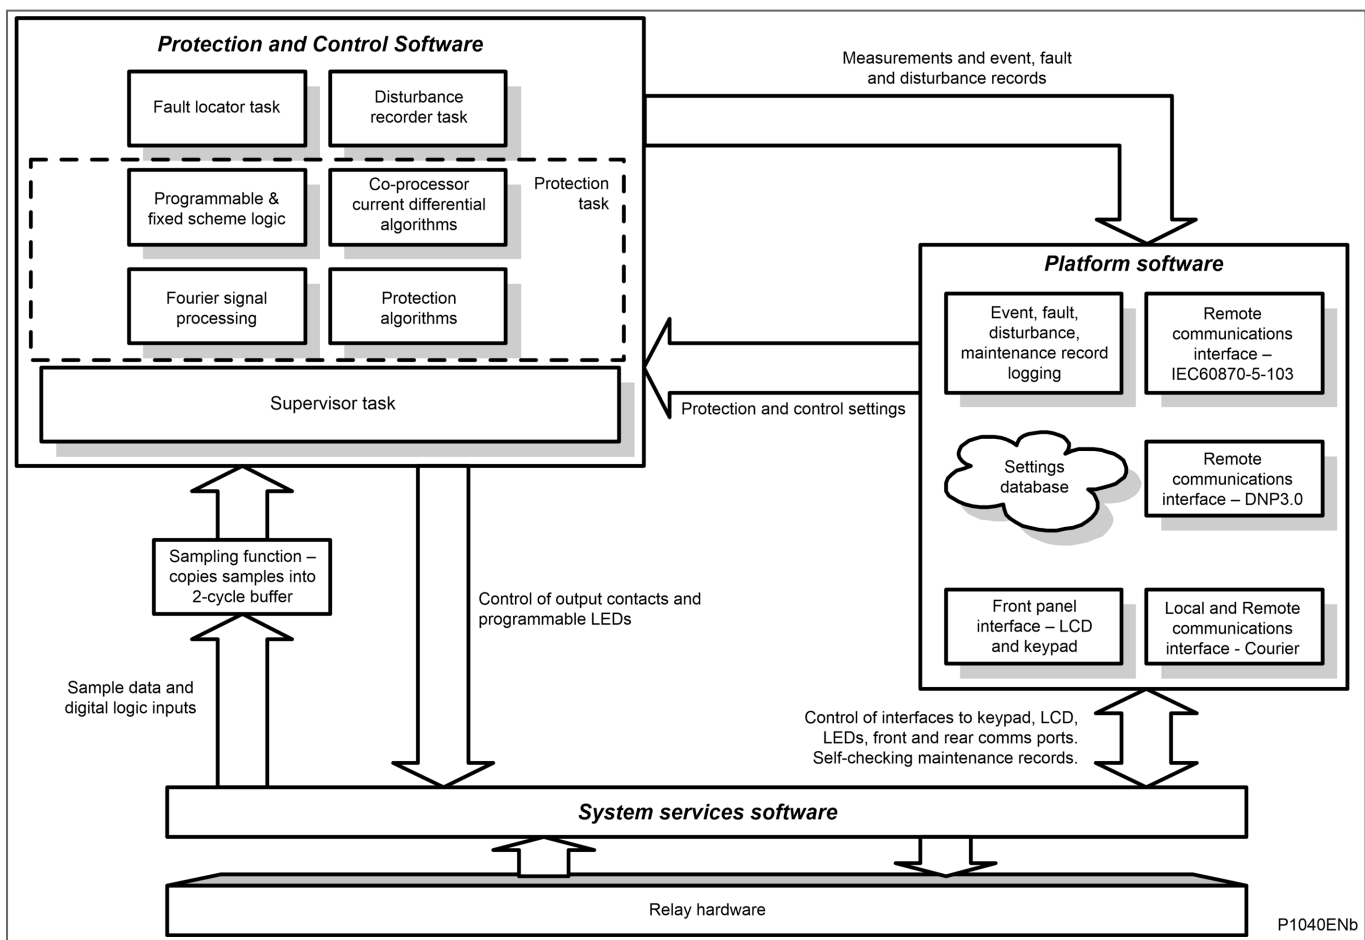 Protection and Control Software
Fault locator task
Disturbance
recorder task
Programmable &
fixed scheme logic
Co-processor
current differential
algorithms
Protection
task
Fourier signal
processing
Protection
algorithms
Supervisor task
Measurements and event, fault
and disturbance records
Platform software
Event, fault,
disturbance,
maintenance record
logging
Remote
communications
interface –
IEC60870-5-103
Protection and control settings
Settings
database
Remote
communications
interface – DNP3.0
Front panel
interface – LCD
and keypad
Local and Remote
communications
interface - Courier
Sampling function –
copies samples into
2-cycle buffer
Control of output contacts and
programmable LEDs
Sample data and
digital logic inputs
Control of interfaces to keypad, LCD,
LEDs, front and rear comms ports.
Self-checking maintenance records.
System services software
Relay hardware
P1040ENb